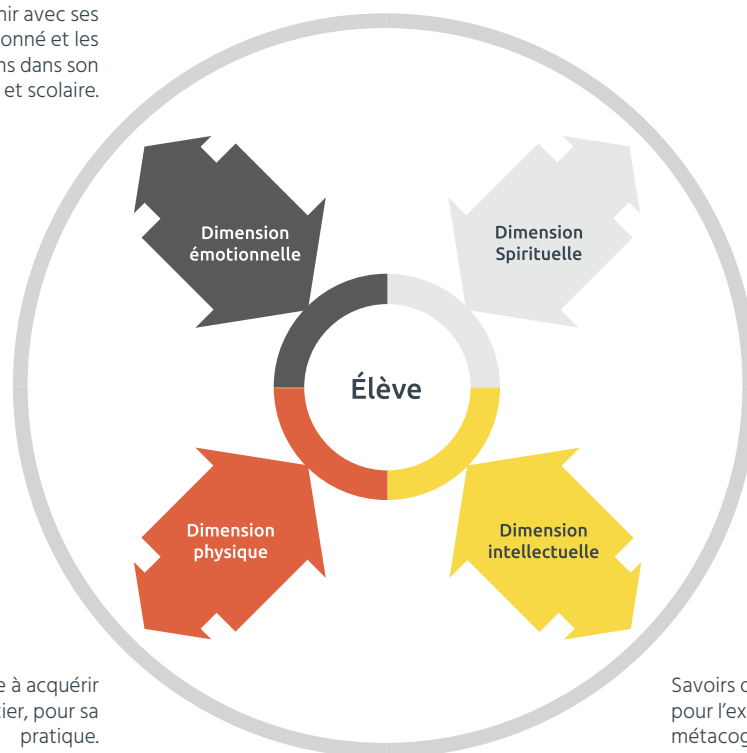 nir avec ses
onné et les
ns dans son
et scolaire.
Dimension
émotionnelle
Dimension
Spirituelle
Élève
Dimension
physique
Dimension
intellectuelle
e à acquérir
tier, pour sa
pratique.
Savoirs
pour l'ex
métacog